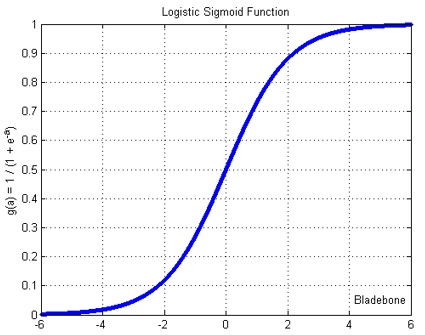 Logistic Sigmoid Function
g(a) = 1 / (1 + e^-a)
1
0.9
0.8
0.7
0.6
0.5
0.4
0.3
0.2
0.1
0
Bladebone
-6 -4 -2 0 2 4 6